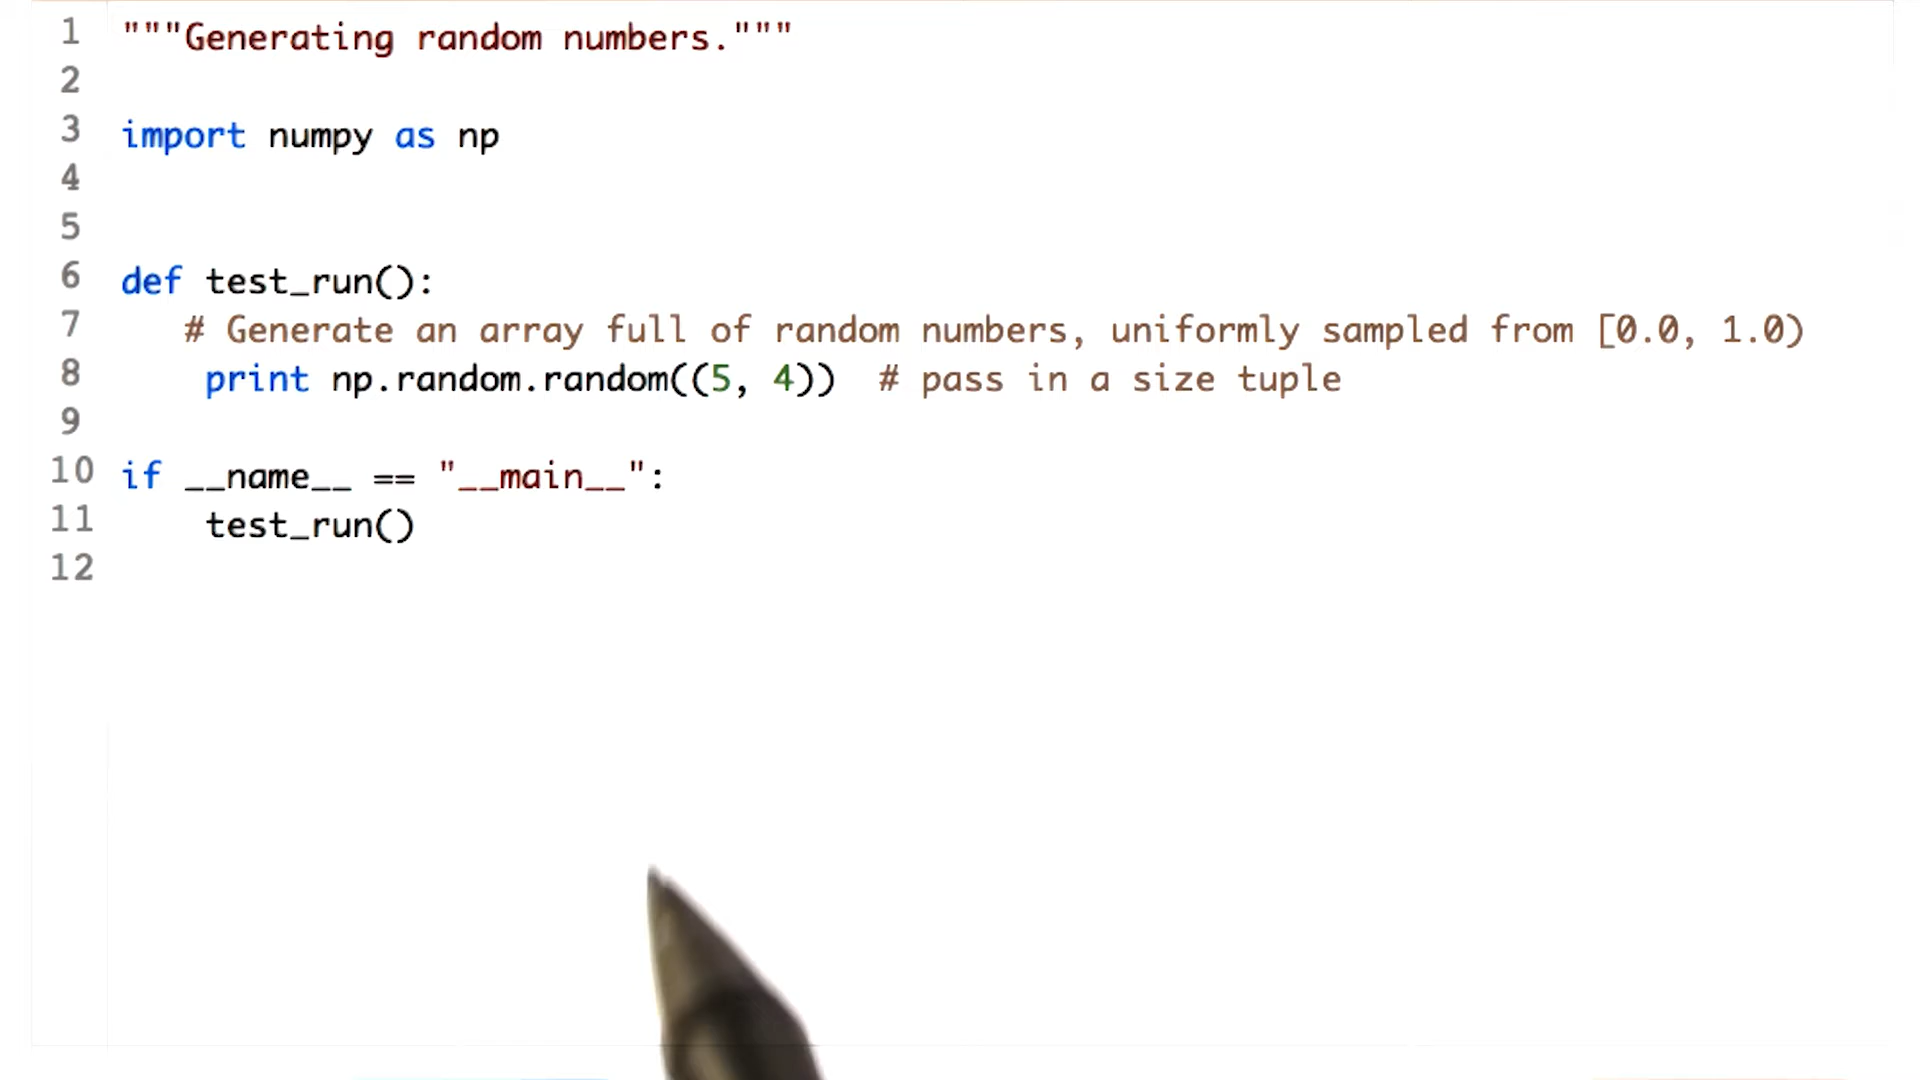 1 """Generating random numbers."""
2
3 import numpy as np
4
5
6 def test_run():
7    # Generate an array full of random numbers, uniformly sampled from [0.0, 1.0)
8     print np.random.random((5, 4))  # pass in a size tuple
9
10 if __name__ == "__main__":
11     test_run()
12